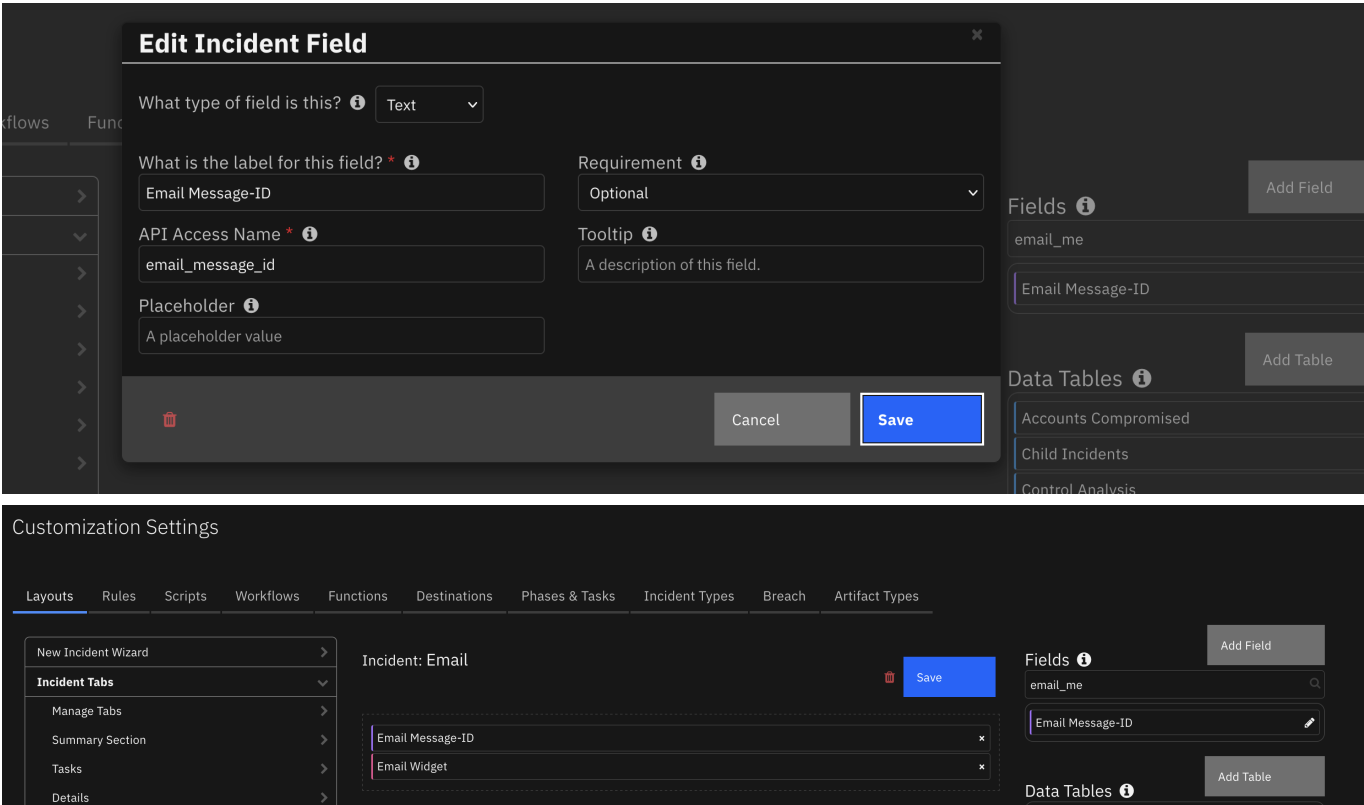 Edit Incident Field
×
What type of field is this?
Text
Func
What is the label for this field? *
Requirement
Email Message-ID
Optional
Add Field
Fields
API Access Name *
Tooltip
email_message_id
A description of this field.
email_me
Placeholder
Email Message-ID
A placeholder value
Add Table
Data Tables
Cancel
Save
Accounts Compromised
Child Incidents
Control Analysis
Customization Settings
Layouts Rules Scripts Workflows Functions Destinations Phases & Tasks Incident Types Breach Artifact Types
New Incident Wizard
Incident Tabs
Manage Tabs
Summary Section
Tasks
Details
Incident: Email
Save
Email Message-ID ×
Email Widget ×
Add Field
Fields
email_me
Email Message-ID
Add Table
Data Tables